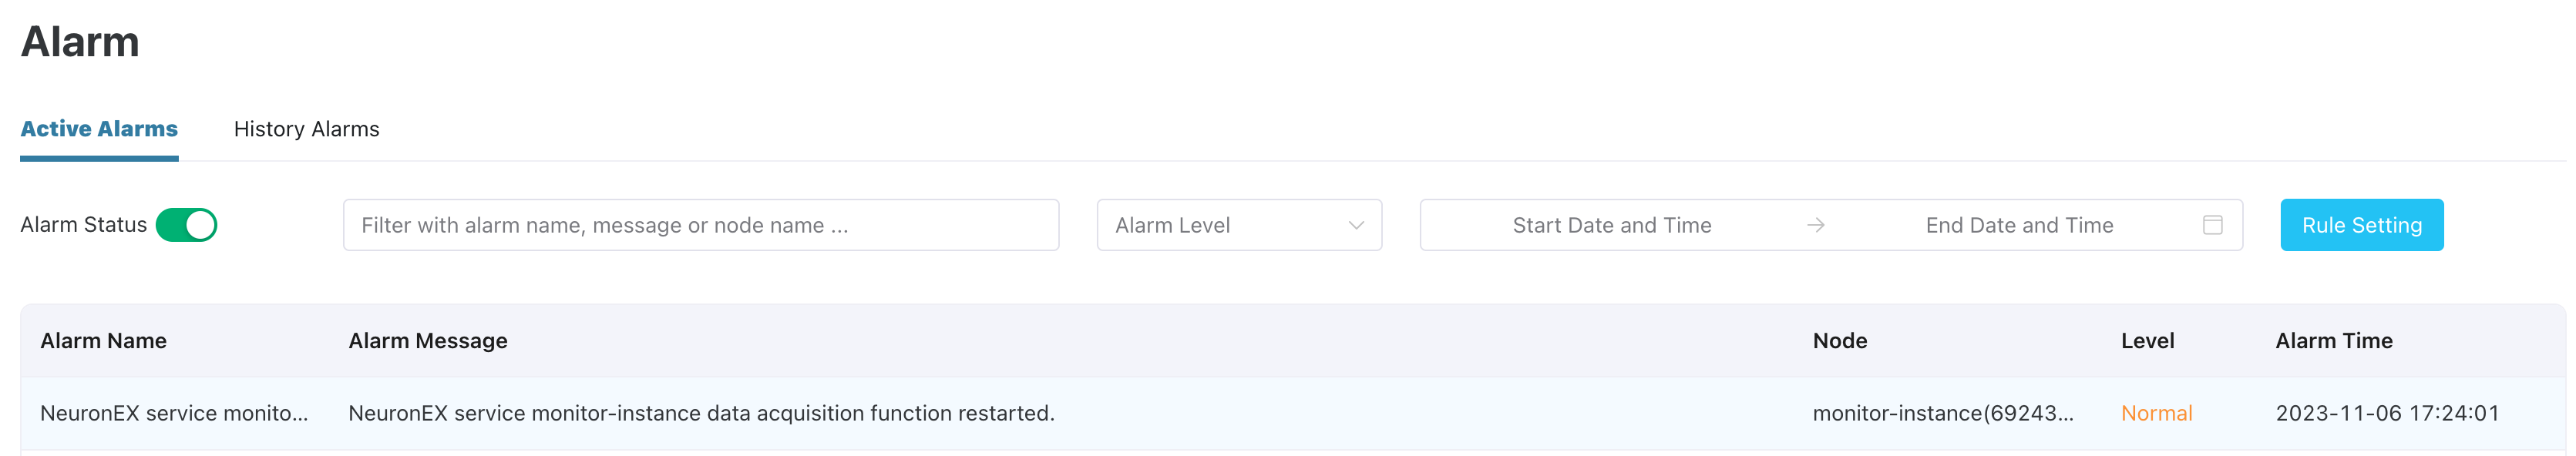 Alarm
Active Alarms History Alarms
Alarm Status Filter with alarm name, message or node name ... Alarm Level Start Date and Time → End Date and Time Rule Setting
Alarm Name Alarm Message Node Level Alarm Time
NeuronEX service monito... NeuronEX service monitor-instance data acquisition function restarted. monitor-instance(69243... Normal 2023-11-06 17:24:01